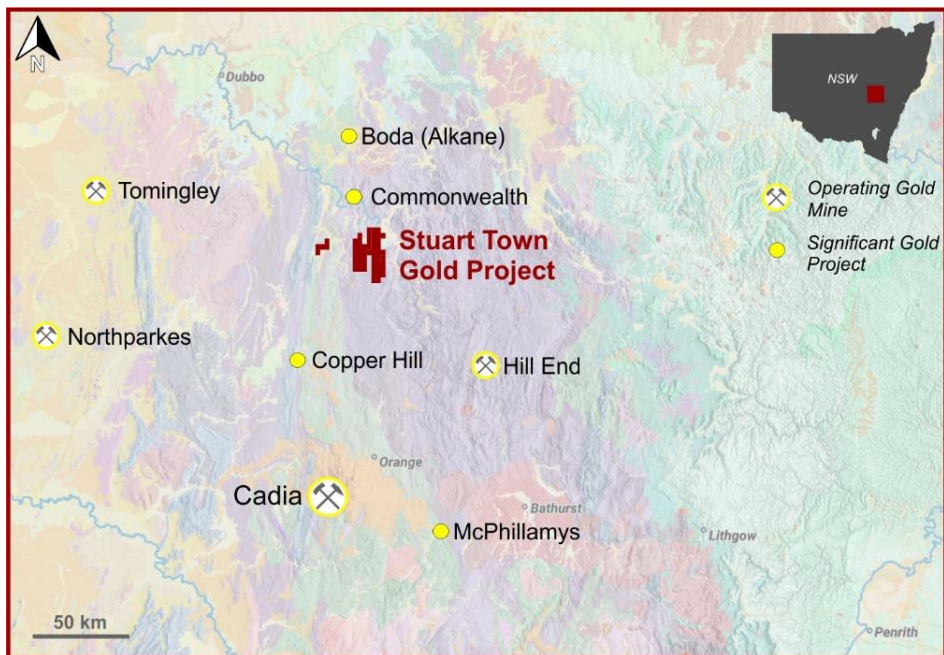 N
Dubbo
NSW
Boda (Alkane)
Tomingley
Commonwealth
Operating Gold
Mine
Stuart Town
Gold Project
Significant Gold
Project
Northparkes
Copper Hill
Hill End
Orange
Cadia
Bathurst
McPhillamys
Lithgow
50 km
Penrith